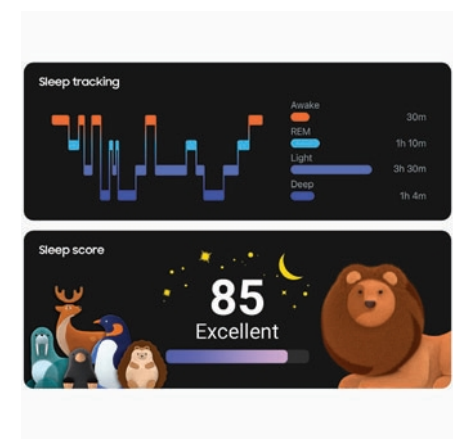 Sleep tracking
Awake
30m
REM
1h 10m
Light
3h 30m
Deep
1h 4m
Sleep score
85
Excellent